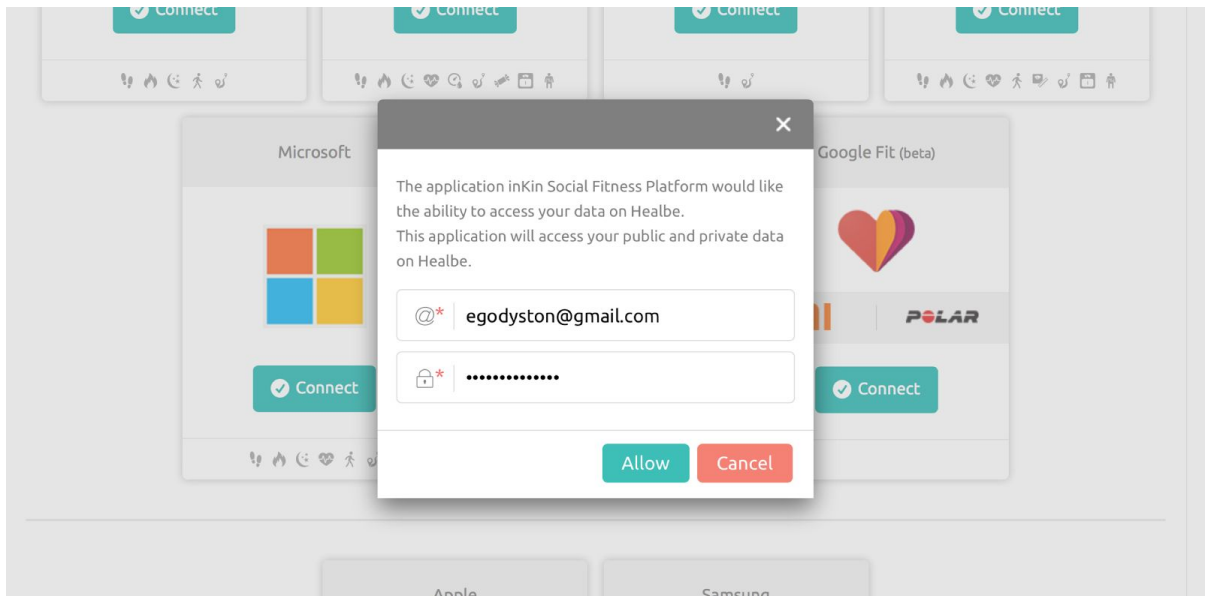 Connect
Connect
Connect
Connect
Microsoft
Google Fit (beta)
The application inKin Social Fitness Platform would like
the ability to access your data on Healbe.
This application will access your public and private data
on Healbe.
@* egodyston@gmail.com
* ••••••••••••••
POLAR
Connect
Connect
Allow
Cancel
Apple
Samsung